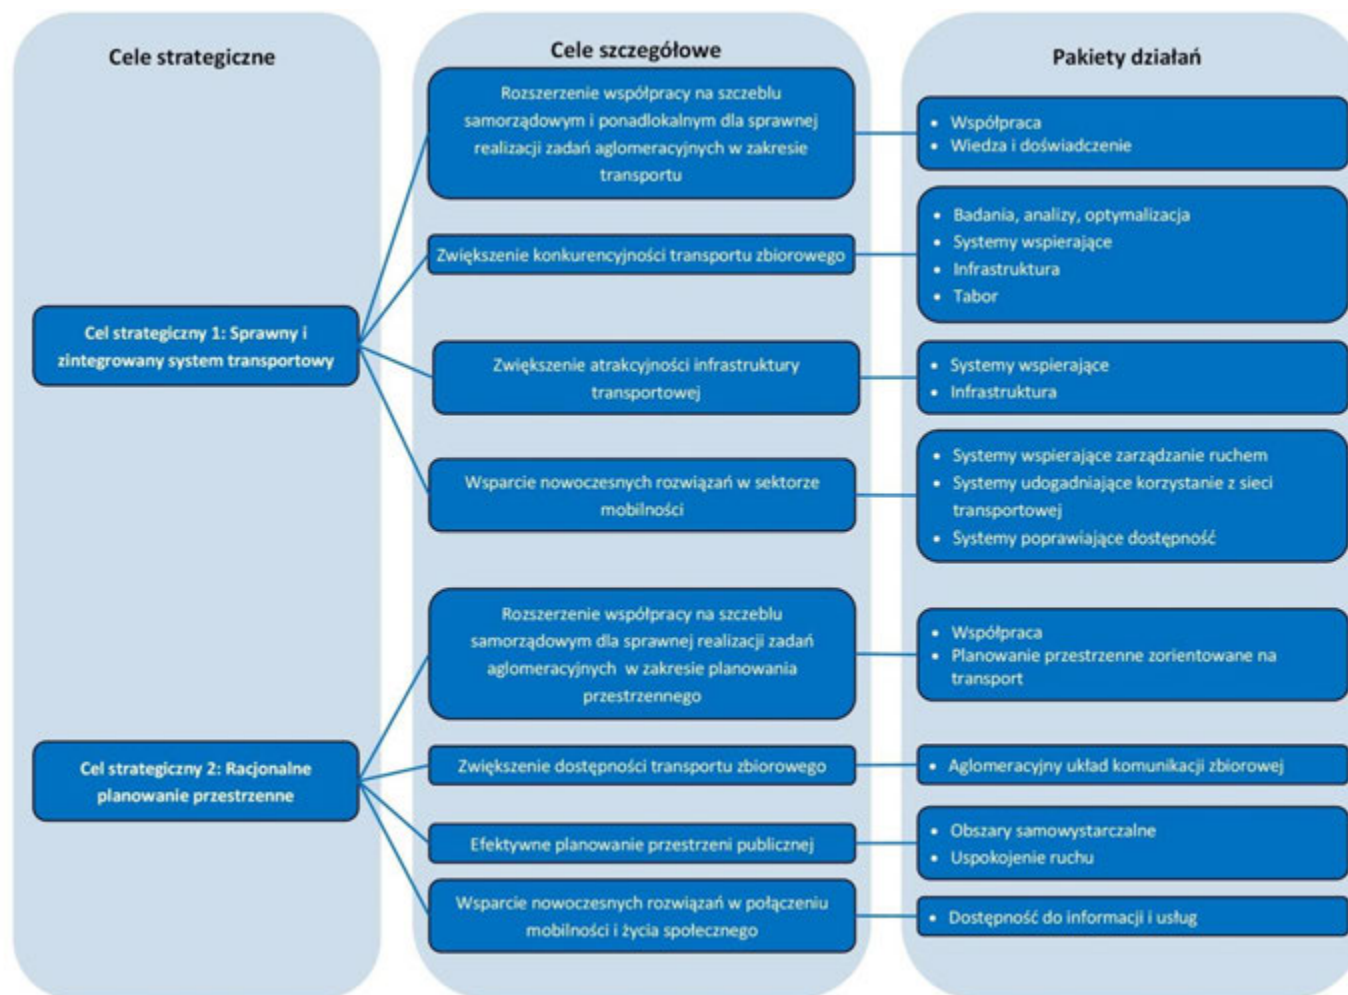 Cele strategiczne
Cel strategiczny 1: Sprawny i
zintegrowany system transportowy
Cel strategiczny 2: Racjonalne
planowanie przestrzenne
Cele szczegółowe
Rozszerzenie współpracy na szczeblu
samorządowym i ponadlokalnym dla sprawnej
realizacji zadań aglomeracyjnych w zakresie
transportu
Zwiększenie konkurencyjności transportu zbiorowego
Zwiększenie atrakcyjności infrastruktury
transportowej
Wsparcie nowoczesnych rozwiązań w sektorze
mobilności
Rozszerzenie współpracy na szczeblu
samorządowym dla sprawnej realizacji zadań
aglomeracyjnych w zakresie planowania
przestrzennego
Zwiększenie dostępności transportu zbiorowego
Efektywne planowanie przestrzeni publicznej
Wsparcie nowoczesnych rozwiązań w połączeniu
mobilności i życia społecznego
Pakiety działań
• Współpraca
• Wiedza i doświadczenie
• Badania, analizy, optymalizacja
• Systemy wspierające
• Infrastruktura
• Tabor
• Systemy wspierające
• Infrastruktura
• Systemy wspierające zarządzanie ruchem
• Systemy udogadniające korzystanie z sieci
transportowej
• Systemy poprawiające dostępność
• Współpraca
• Planowanie przestrzenne zorientowane na
transport
• Aglomeracyjny układ komunikacji zbiorowej
• Obszary samowystarczalne
• Uspokojenie ruchu
• Dostępność do informacji i usług